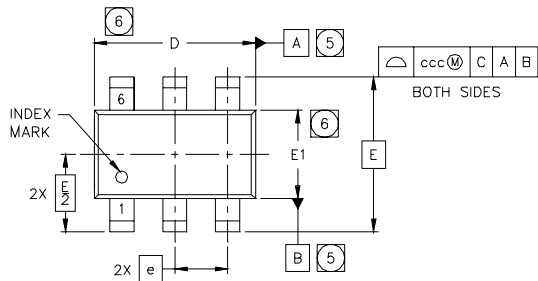 6
D
A 5
⌓ ccc Ⓜ C A B
BOTH SIDES
6
INDEX
MARK
6
E1
E
2X E/2
1
B 5
2X e